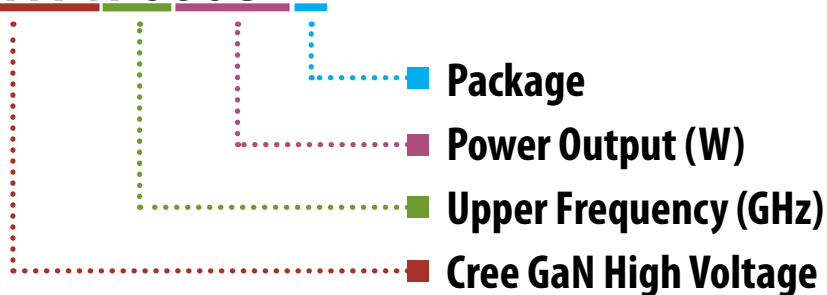 Package
Power Output (W)
Upper Frequency (GHz)
Cree GaN High Voltage